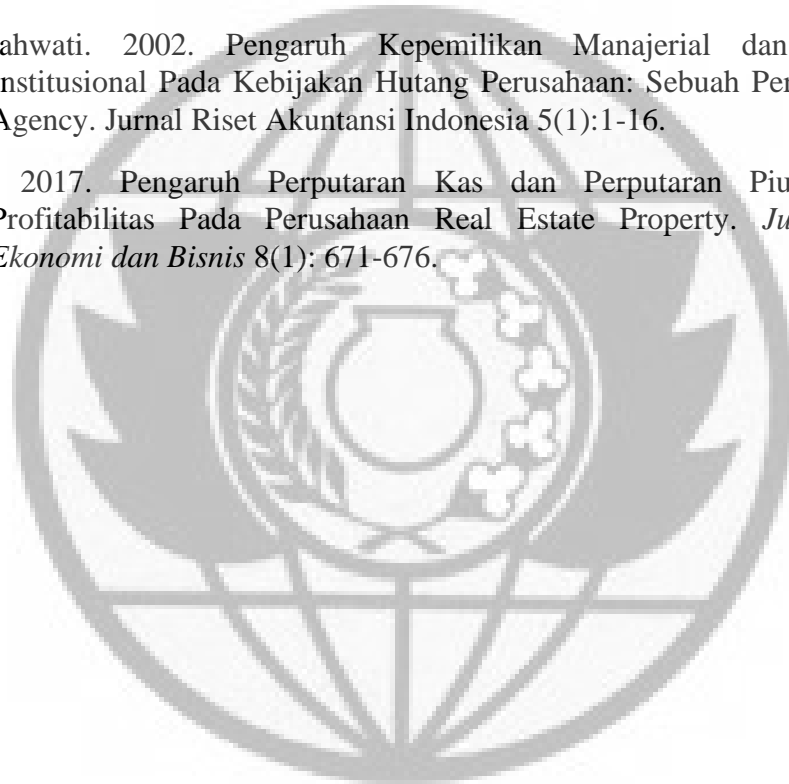 ahwati. 2002. Pengaruh Kepemilikan Manajerial dan
nstitusional Pada Kebijakan Hutang Perusahaan: Sebuah Per
Agency. Jurnal Riset Akuntansi Indonesia 5(1):1-16.
2017. Pengaruh Perputaran Kas dan Perputaran Piu
Profitabilitas Pada Perusahaan Real Estate Property. Ju
Ekonomi dan Bisnis 8(1): 671-676.